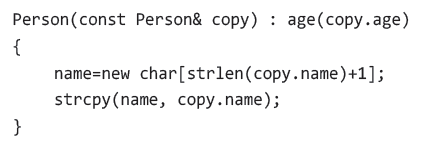 Person(const Person& copy) : age(copy.age)
{
    name=new char[strlen(copy.name)+1];
    strcpy(name, copy.name);
}